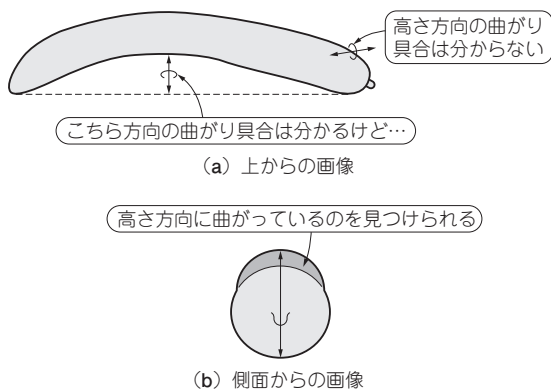 高さ方向の曲がり
具合は分からない
こちら方向の曲がり具合は分かるけど…
(a) 上からの画像
高さ方向に曲がっているのを見つけられる
(b) 側面からの画像